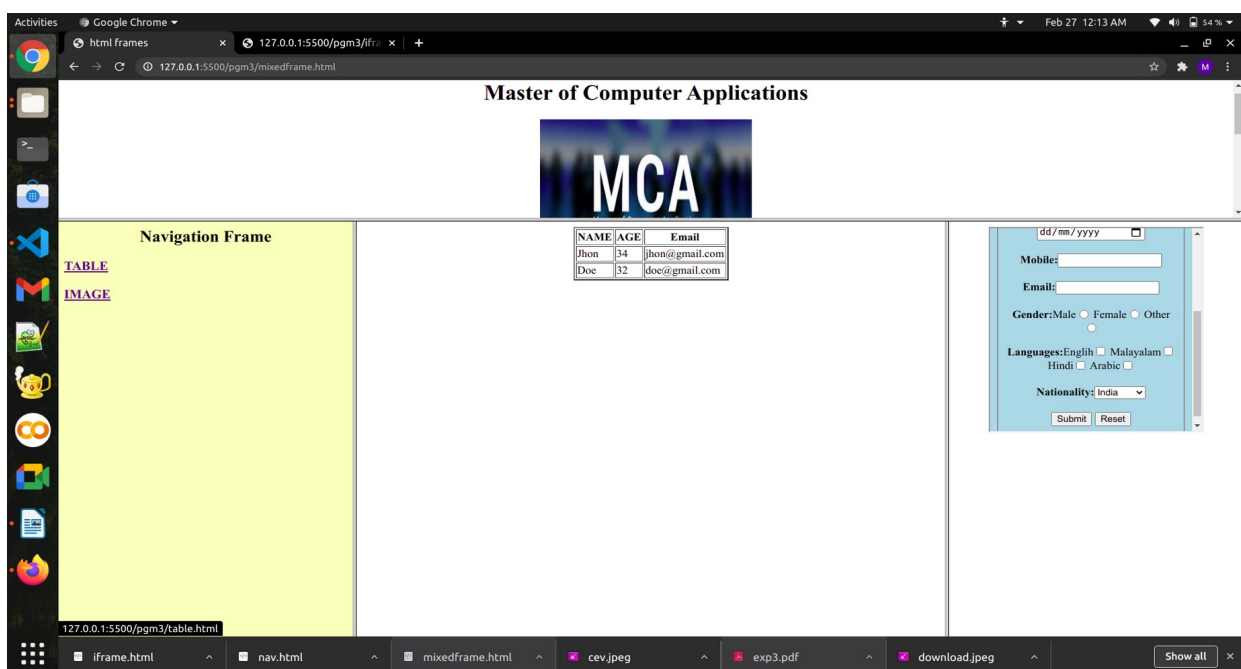 Activities Google Chrome Feb 27 12:13 AM 54 %
html frames 127.0.0.1:5500/pgm3/ifra
127.0.0.1:5500/pgm3/mixedframe.html M
Master of Computer Applications
MCA
Navigation Frame
TABLE
IMAGE
NAME AGE Email
Jhon 34 jhon@gmail.com
Doe 32 doe@gmail.com
dd/mm/yyyy
Mobile:
Email:
Gender:Male Female Other
Languages:Englih Malayalam
Hindi Arabic
Nationality: India
Submit Reset
127.0.0.1:5500/pgm3/table.html
iframe.html nav.html mixedframe.html cev.jpeg exp3.pdf download.jpeg Show all